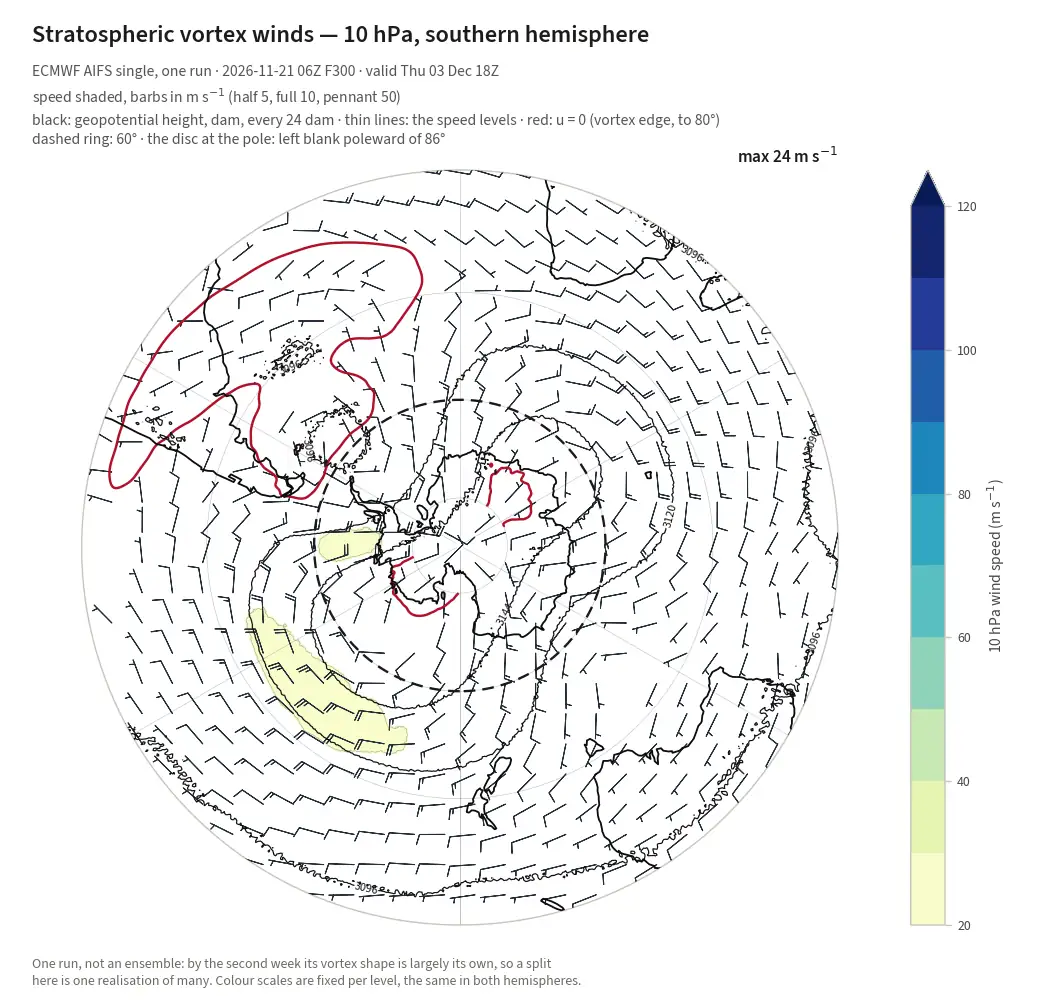 Stratospheric vortex winds — 10 hPa, southern hemisphere
ECMWF AIFS single, one run · 2026-11-21 06Z F300 · valid Thu 03 Dec 18Z
speed shaded, barbs in m s⁻¹ (half 5, full 10, pennant 50)
black: geopotential height, dam, every 24 dam · thin lines: the speed levels · red: u = 0 (vortex edge, to 80°)
dashed ring: 60° · the disc at the pole: left blank poleward of 86°
max 24 m s⁻¹
120
100
80
60
40
20
10 hPa wind speed (m s⁻¹)
3096
3096
3096
3096
3120
3144
3096
3096
One run, not an ensemble: by the second week its vortex shape is largely its own, so a split
here is one realisation of many. Colour scales are fixed per level, the same in both hemispheres.